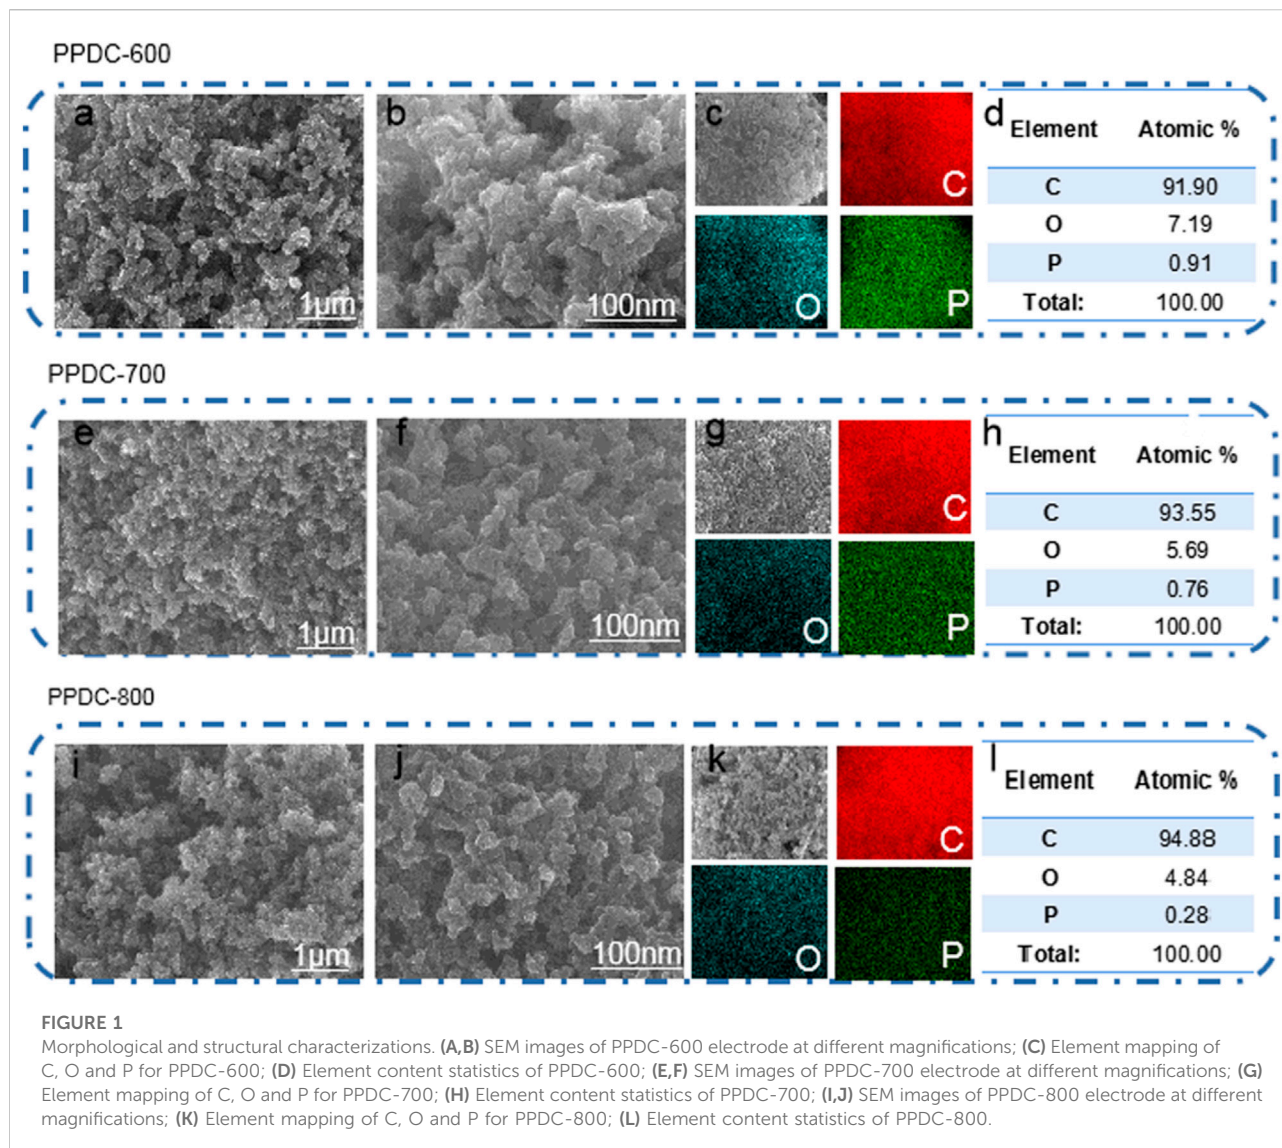 PPDC-600
a
1µm
b
100nm
c
C
O
P
d
Element Atomic %
C 91.90
O 7.19
P 0.91
Total: 100.00
PPDC-700
e
1µm
f
100nm
g
C
O
P
h
Element Atomic %
C 93.55
O 5.69
P 0.76
Total: 100.00
PPDC-800
i
1µm
j
100nm
k
C
O
P
l
Element Atomic %
C 94.88
O 4.84
P 0.28
Total: 100.00
FIGURE 1
Morphological and structural characterizations. (A,B) SEM images of PPDC-600 electrode at different magnifications; (C) Element mapping of
C, O and P for PPDC-600; (D) Element content statistics of PPDC-600; (E,F) SEM images of PPDC-700 electrode at different magnifications; (G)
Element mapping of C, O and P for PPDC-700; (H) Element content statistics of PPDC-700; (I,J) SEM images of PPDC-800 electrode at different
magnifications; (K) Element mapping of C, O and P for PPDC-800; (L) Element content statistics of PPDC-800.